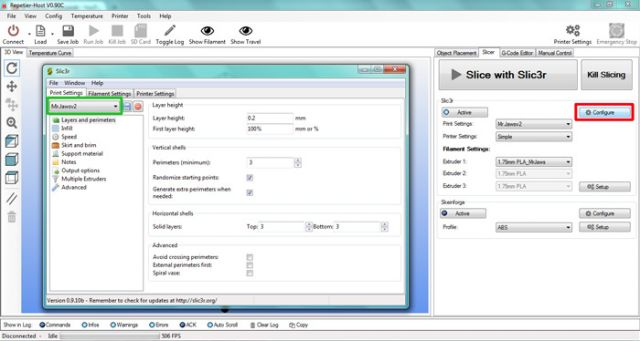 Repetier-Host V0.90C
File View Config Temperature Printer Tools Help
Connect Load Save Job Run Job Kill Job SD Card Toggle Log Show Filament Show Travel Printer Settings Emergency Stop
3D View Temperature Curve Object Placement Slicer G-Code Editor Manual Control
Slic3r
File Window Help
Print Settings Filament Settings Printer Settings
MrJawsv2
Layers and perimeters
Infill
Speed
Skirt and brim
Support material
Notes
Output options
Multiple Extruders
Advanced
Layer height
Layer height: 0.2 mm
First layer height: 100% mm or %
Vertical shells
Perimeters (minimum): 3
Randomize starting points:
Generate extra perimeters when
needed:
Horizontal shells
Solid layers: Top: 3 Bottom: 3
Advanced
Avoid crossing perimeters:
External perimeters first:
Spiral vase:
Version 0.9.10b - Remember to check for updates at http://slic3r.org/
Slice with Slic3r Kill Slicing
Slic3r
Active Configure
Print Settings: MrJawsv2
Printer Settings: Simple
Filament Settings:
Extruder 1: 1.75mm PLA_MrJawa
Extruder 2: 1.75mm PLA
Extruder 3: 1.75mm PLA Setup
Skeinforge
Active Configure
Profile: ABS Setup
Show in Log: Commands Infos Warnings Errors ACK Auto Scroll Clear Log Copy
Disconnected - Idle 306 FPS